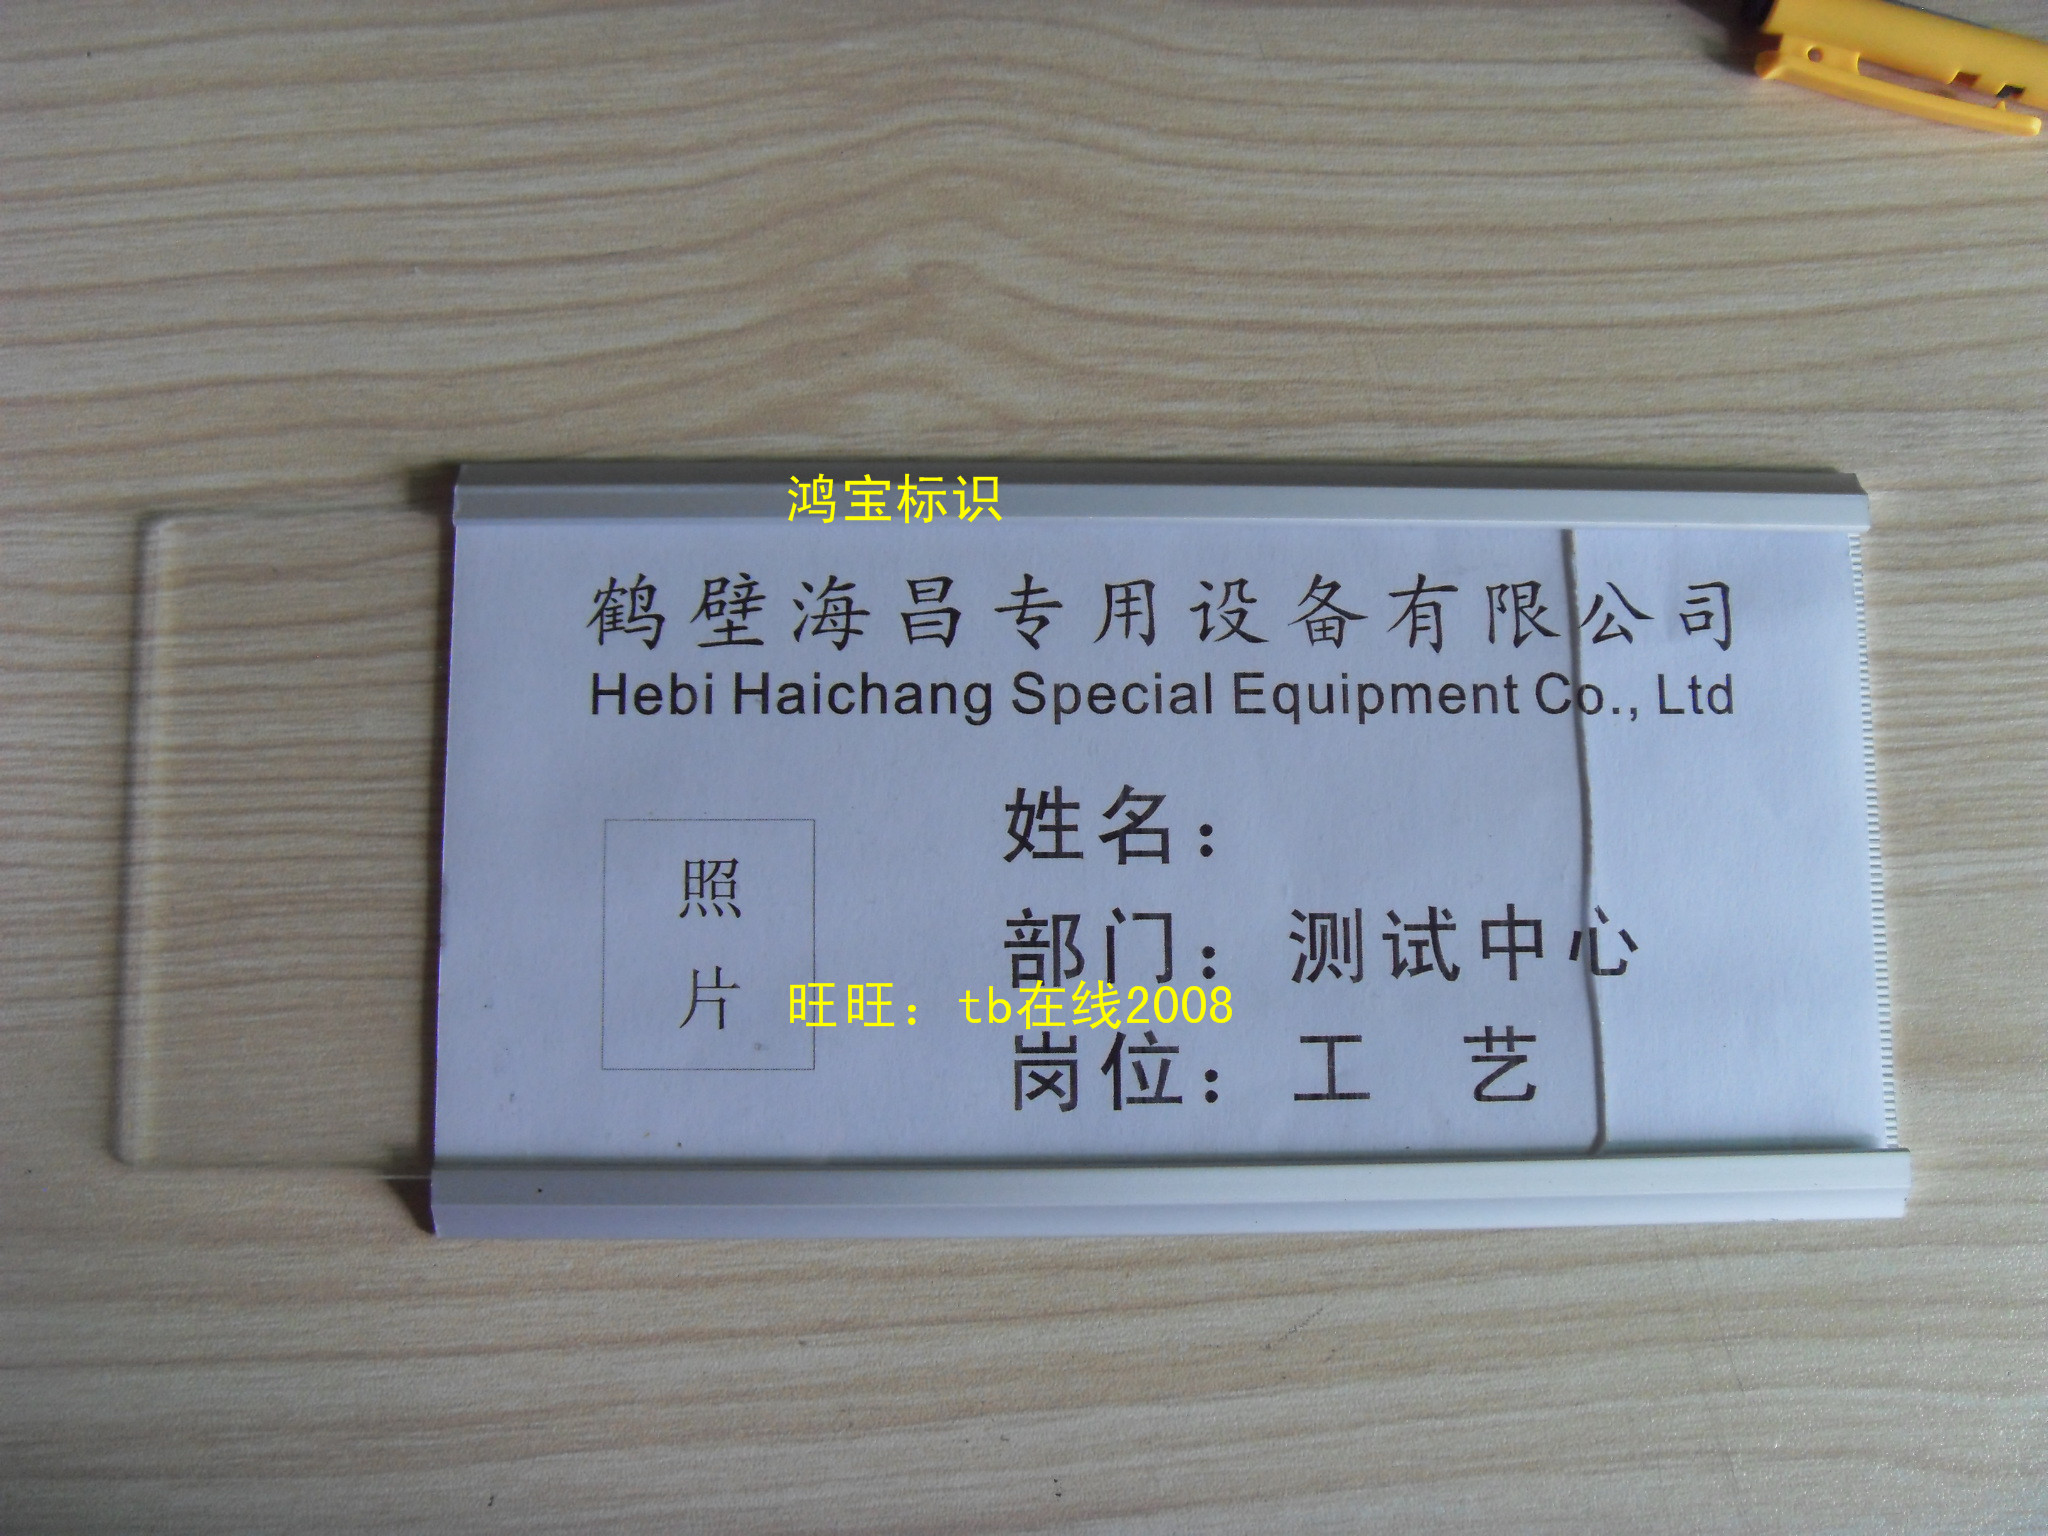 鸿宝标识
鹤壁海昌专用设备有限公司
Hebi Haichang Special Equipment Co., Ltd
照
片
姓名：
部门：测试中心
旺旺：tb在线2008
岗位：工 艺